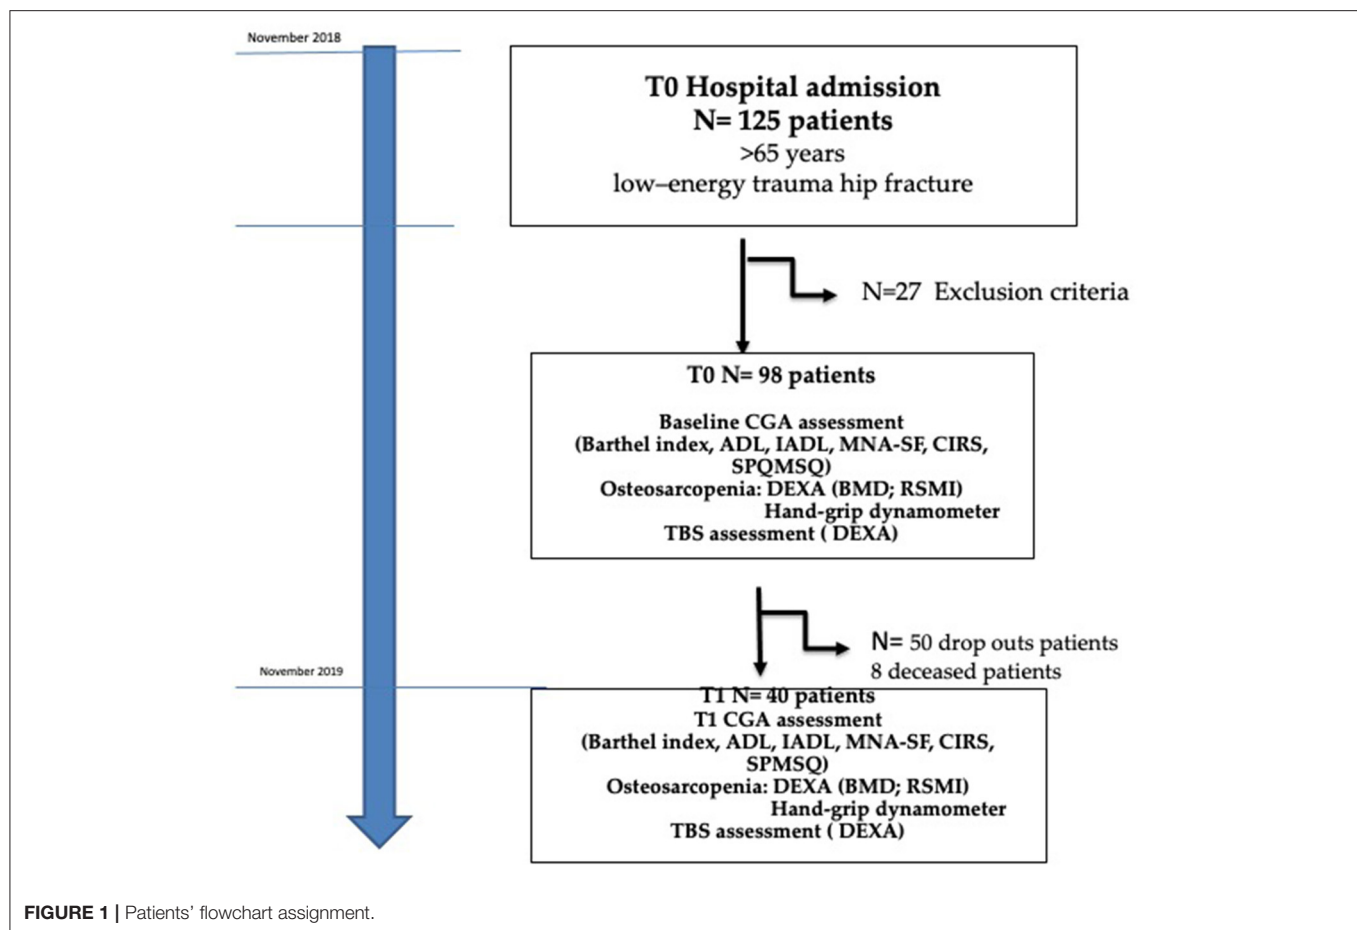 November 2018
T0 Hospital admission
N= 125 patients
>65 years
low–energy trauma hip fracture
N=27 Exclusion criteria
T0 N= 98 patients
Baseline CGA assessment
(Barthel index, ADL, IADL, MNA-SF, CIRS,
SPQMSQ)
Osteosarcopenia: DEXA (BMD; RSMI)
Hand-grip dynamometer
TBS assessment ( DEXA)
N= 50 drop outs patients
8 deceased patients
November 2019
T1 N= 40 patients
T1 CGA assessment
(Barthel index, ADL, IADL, MNA-SF, CIRS,
SPMSQ)
Osteosarcopenia: DEXA (BMD; RSMI)
Hand-grip dynamometer
TBS assessment ( DEXA)
FIGURE 1 | Patients’ flowchart assignment.